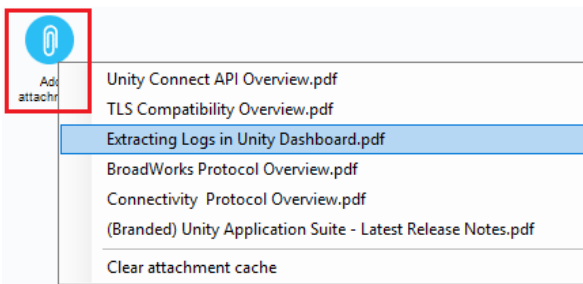 Unity Connect API Overview.pdf
Add
TLS Compatibility Overview.pdf
Extracting Logs in Unity Dashboard.pdf
BroadWorks Protocol Overview.pdf
Connectivity  Protocol Overview.pdf
(Branded) Unity Application Suite - Latest Release Notes.pdf
Clear attachment cache